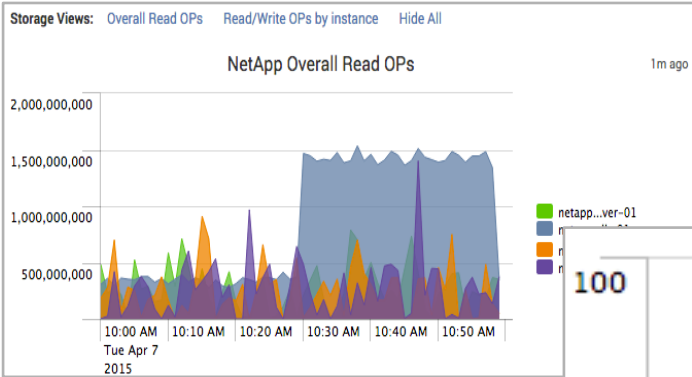 Storage Views: Overall Read OPs Read/Write OPs by instance Hide All
NetApp Overall Read OPs
1m ago
2,000,000,000
1,500,000,000
1,000,000,000
500,000,000
10:00 AM 10:10 AM 10:20 AM 10:30 AM 10:40 AM 10:50 AM
Tue Apr 7
2015
netapp...ver-01
100